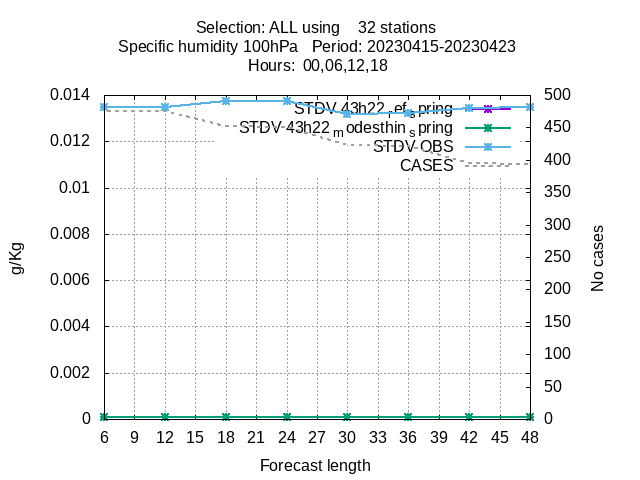 Selection: ALL using 32 stations
Specific humidity 100hPa Period: 20230415-20230423
Hours: 00,06,12,18
STDV 43h22_ref_spring
STDV 43h22_modesthin_spring
STDV OBS
CASES
0.014
0.012
0.01
0.008
0.006
0.004
0.002
0
500
450
400
350
300
250
200
150
100
50
0
g/Kg
No cases
6 9 12 15 18 21 24 27 30 33 36 39 42 45 48
Forecast length